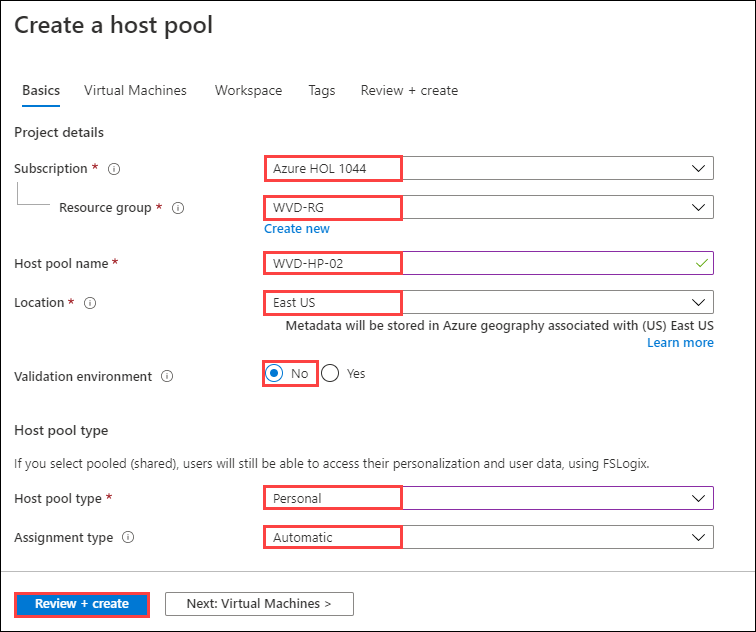 Create a host pool
Basics Virtual Machines Workspace Tags Review + create
Project details
Subscription * Azure HOL 1044
Resource group * WVD-RG
Create new
Host pool name * WVD-HP-02
Location * East US
Metadata will be stored in Azure geography associated with (US) East US
Learn more
Validation environment No Yes
Host pool type
If you select pooled (shared), users will still be able to access their personalization and user data, using FSLogix.
Host pool type * Personal
Assignment type Automatic
Review + create Next: Virtual Machines >